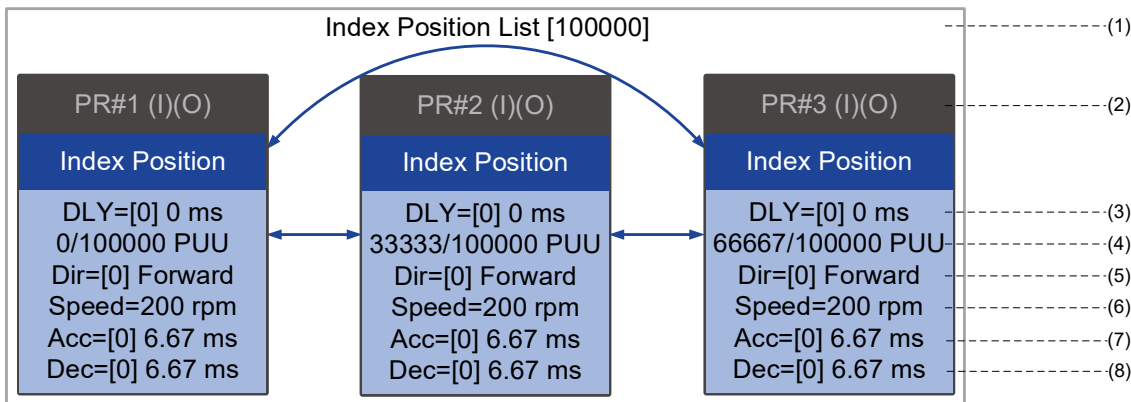 Index Position List [100000]
(1)
PR#1 (I)(O)
PR#2 (I)(O)
PR#3 (I)(O)
(2)
Index Position
Index Position
Index Position
DLY=[0] 0 ms
DLY=[0] 0 ms
DLY=[0] 0 ms
(3)
0/100000 PUU
33333/100000 PUU
66667/100000 PUU
(4)
Dir=[0] Forward
Dir=[0] Forward
Dir=[0] Forward
(5)
Speed=200 rpm
Speed=200 rpm
Speed=200 rpm
(6)
Acc=[0] 6.67 ms
Acc=[0] 6.67 ms
Acc=[0] 6.67 ms
(7)
Dec=[0] 6.67 ms
Dec=[0] 6.67 ms
Dec=[0] 6.67 ms
(8)